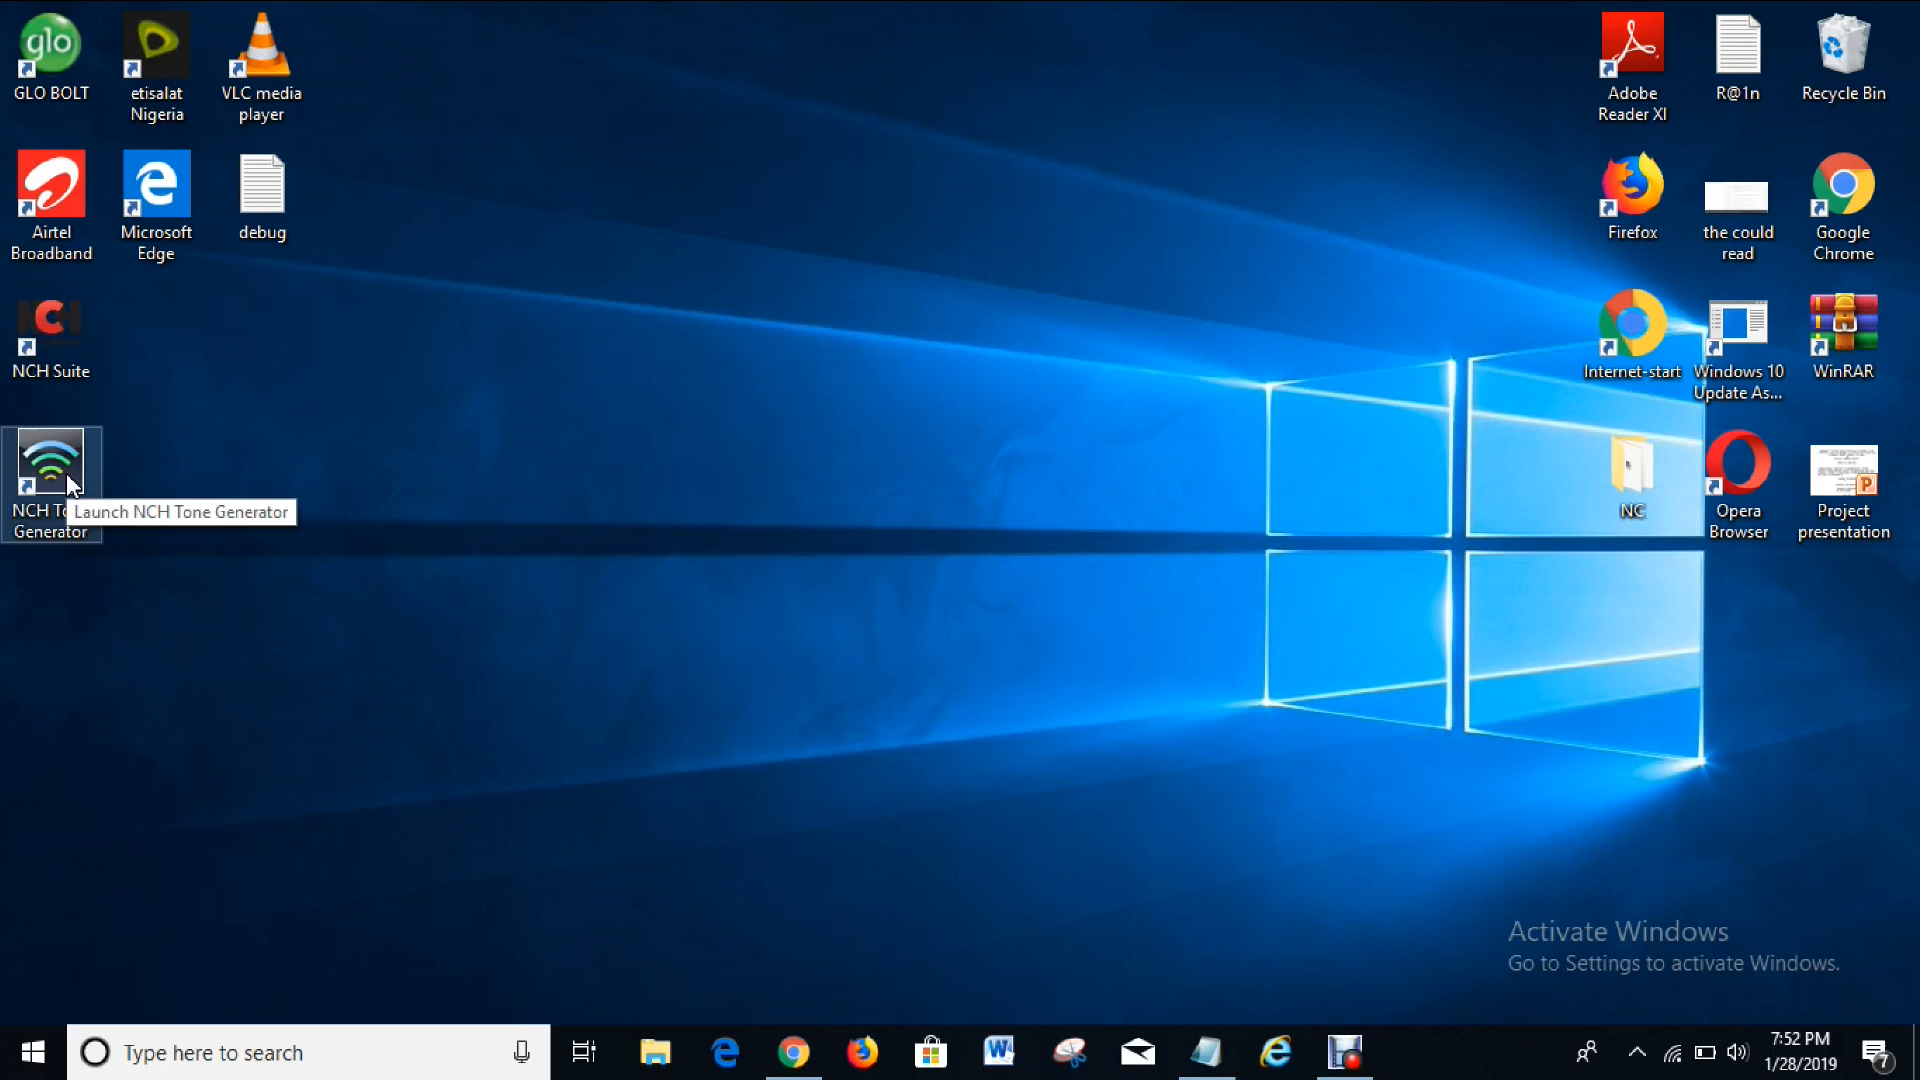 glo
GLO BOLT
etisalat
Nigeria
VLC media
player
Adobe
Reader XI
R@1n
Recycle Bin
Airtel
Broadband
Microsoft
Edge
debug
Firefox
the could
read
Google
Chrome
NCH
NCH Suite
Internet-start
Windows 10
Update As...
WinRAR
NCH To
Generator
Launch NCH Tone Generator
NC
Opera
Browser
P
Project
presentation
Activate Windows
Go to Settings to activate Windows.
Type here to search
W
7:52 PM
1/28/2019
7